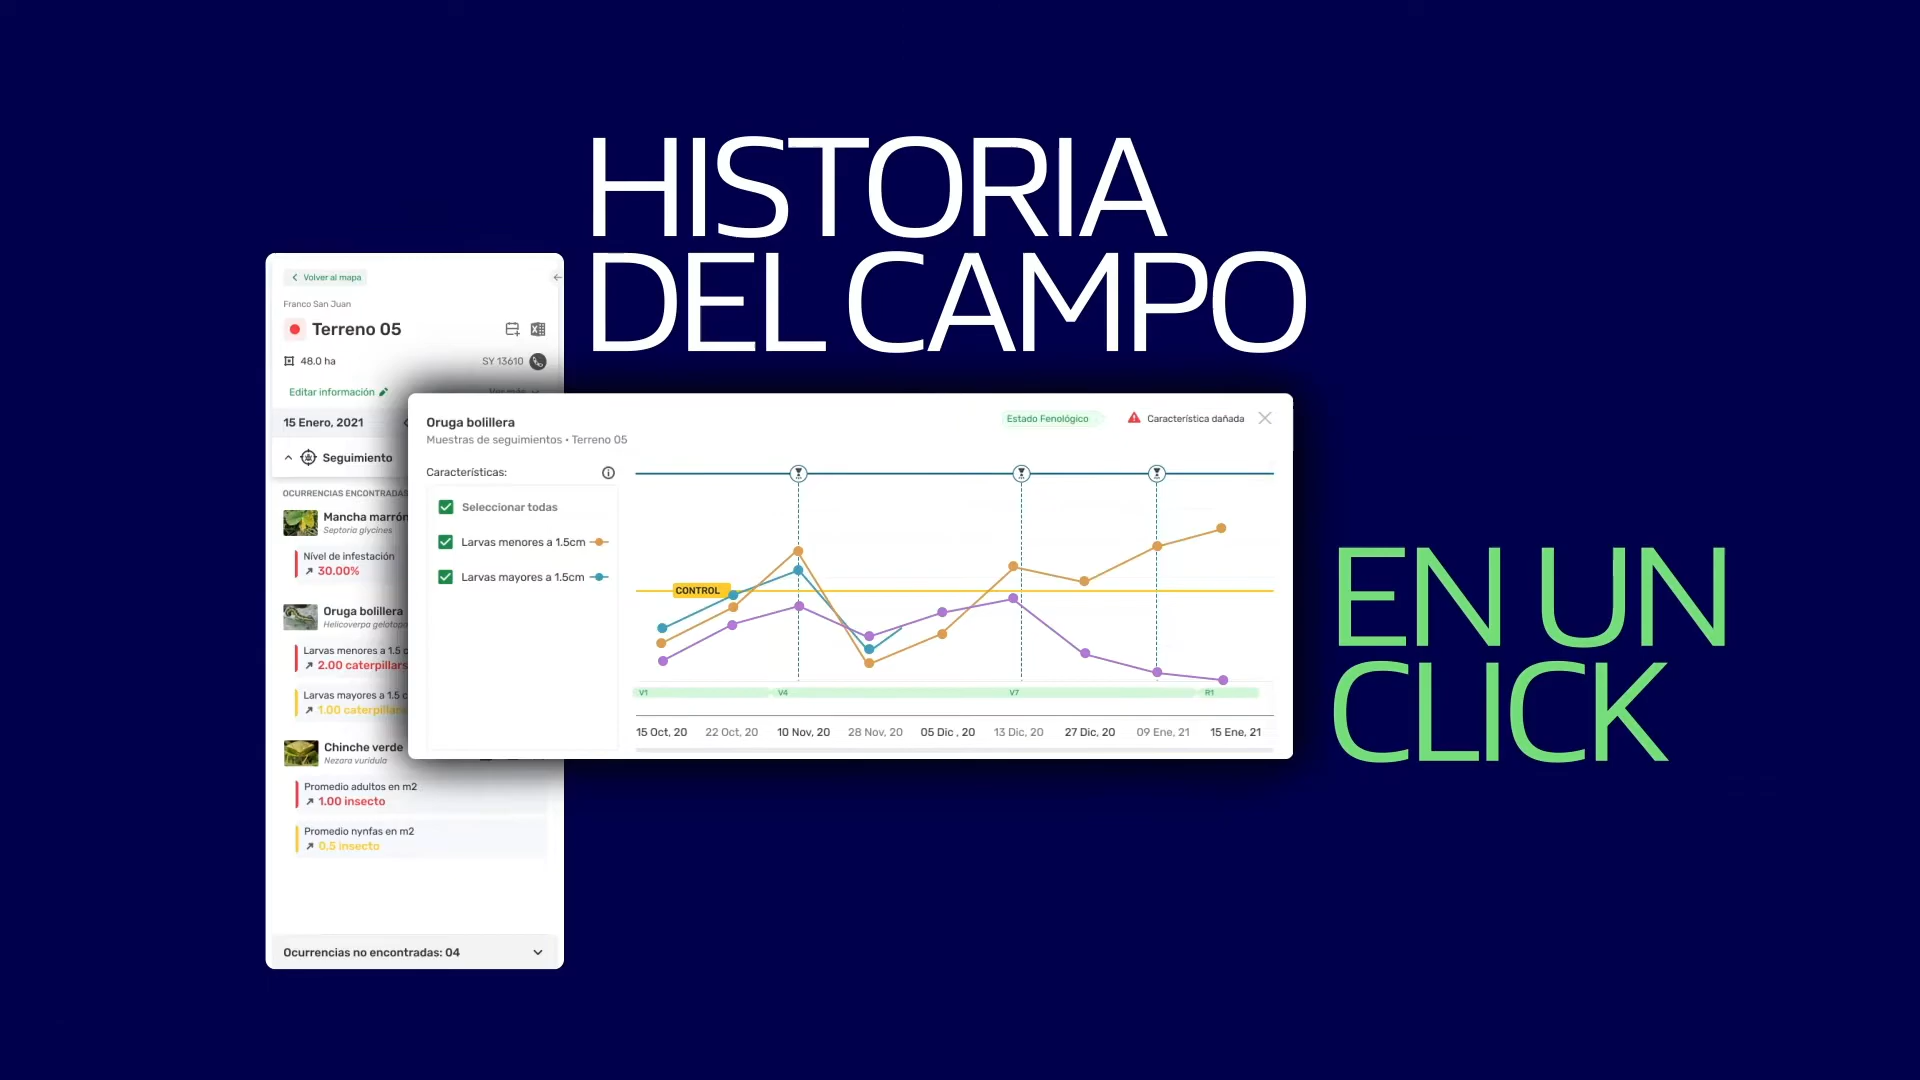 HISTORIA
DEL CAMPO
EN UN
CLICK
Volver al mapa
Franco San Juan
Terreno 05
48.0 ha
SY 13610
Editar información
15 Enero, 2021
Seguimiento
OCURRENCIAS ENCONTRADAS
Mancha marrón
Septoria glycines
Nível de infestación
30.00%
Oruga bolillera
Helicoverpa gelotopo
Larvas menores a 1.5 c
2.00 caterpillars
Larvas mayores a 1.5 c
1.00 caterpillars
Chinche verde
Nezara vuridula
Promedio adultos en m2
1.00 insecto
Promedio nynfas en m2
0.5 insecto
Ocurrencias no encontradas: 04
Oruga bolillera
Muestras de seguimientos • Terreno 05
Estado Fenológico
Característica dañada
Características:
Seleccionar todas
Larvas menores a 1.5cm
Larvas mayores a 1.5cm
CONTROL
V1 V4 V7 R1
15 Oct, 20 22 Oct, 20 10 Nov, 20 28 Nov, 20 05 Dic , 20 13 Dic, 20 27 Dic, 20 09 Ene, 21 15 Ene, 21